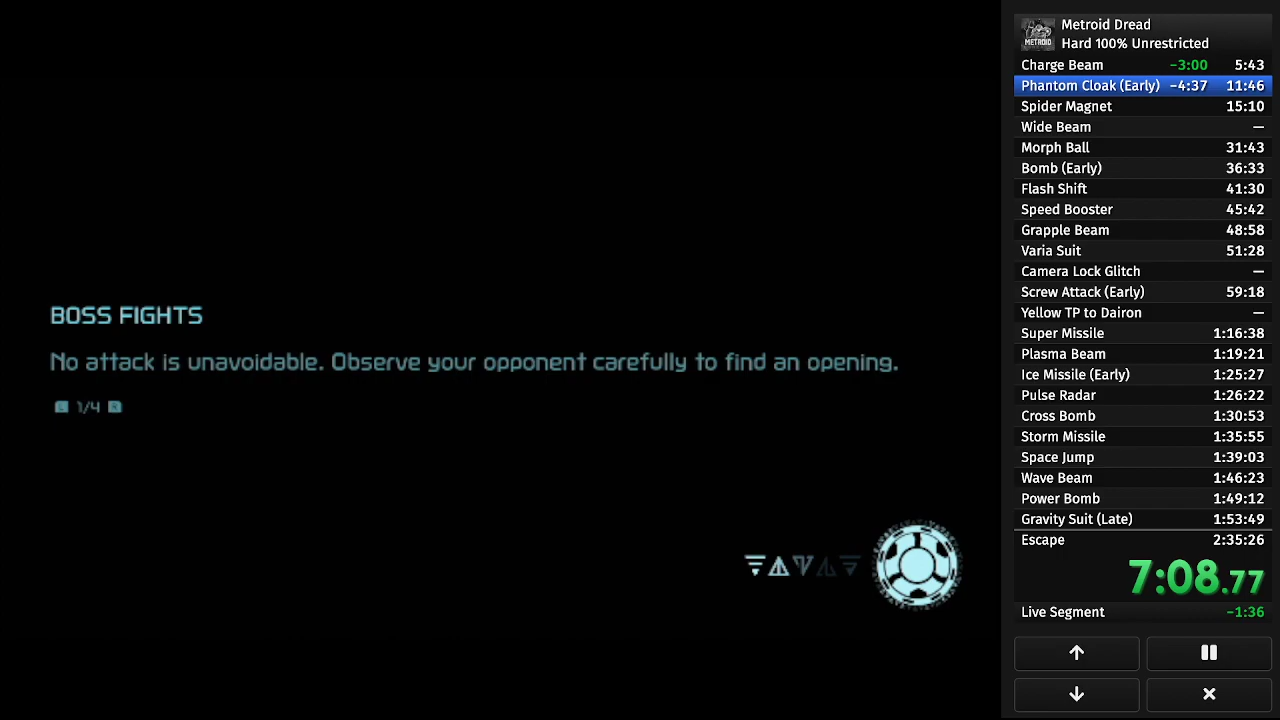 BOSS FIGHTS
No attack is unavoidable. Observe your opponent carefully to find an opening.
L 1/4 R
METROID
Metroid Dread
Hard 100% Unrestricted
Charge Beam −3:00 5:43
Phantom Cloak (Early) −4:37 11:46
Spider Magnet 15:10
Wide Beam —
Morph Ball 31:43
Bomb (Early) 36:33
Flash Shift 41:30
Speed Booster 45:42
Grapple Beam 48:58
Varia Suit 51:28
Camera Lock Glitch —
Screw Attack (Early) 59:18
Yellow TP to Dairon —
Super Missile 1:16:38
Plasma Beam 1:19:21
Ice Missile (Early) 1:25:27
Pulse Radar 1:26:22
Cross Bomb 1:30:53
Storm Missile 1:35:55
Space Jump 1:39:03
Wave Beam 1:46:23
Power Bomb 1:49:12
Gravity Suit (Late) 1:53:49
Escape 2:35:26
7:08.77
Live Segment −1:36